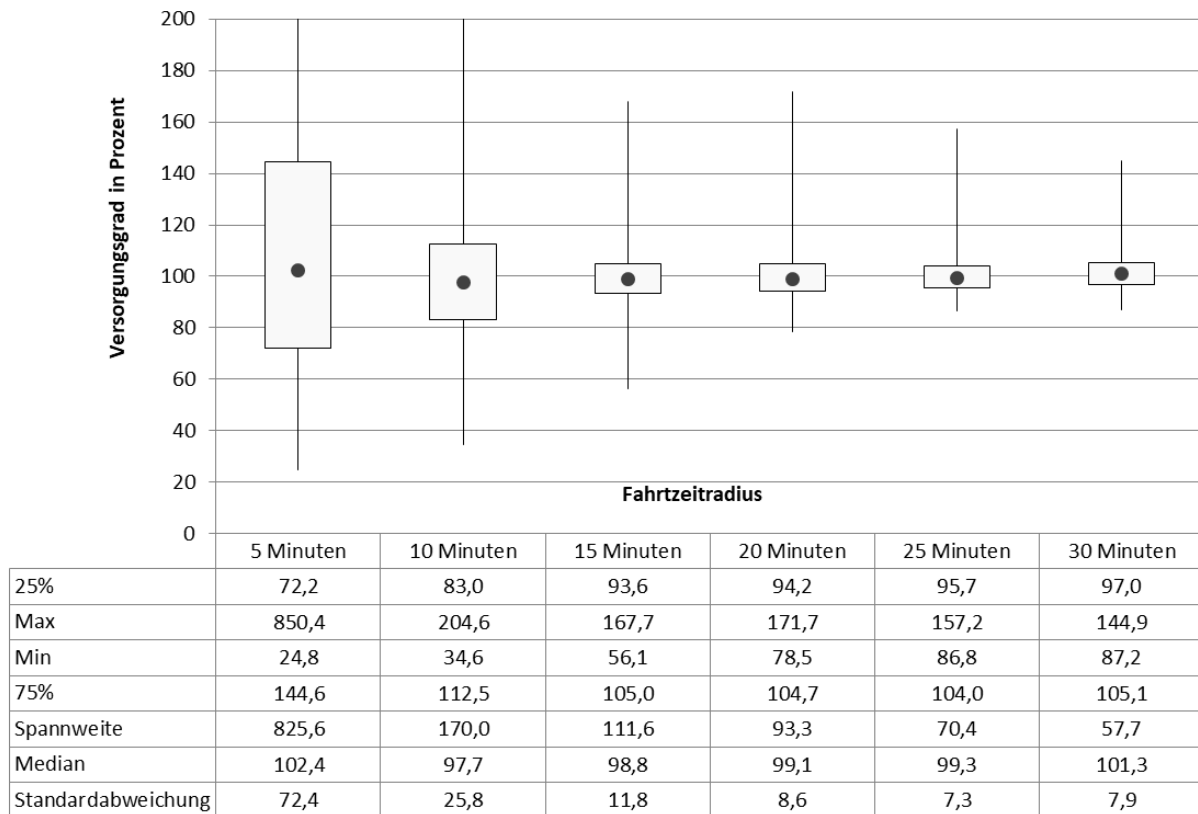 Versorgungsgrad in Prozent
200
180
160
140
120
100
80
60
40
20
0
Fahrtzeitradius
5 Minuten 10 Minuten 15 Minuten 20 Minuten 25 Minuten 30 Minuten
25% 72,2 83,0 93,6 94,2 95,7 97,0
Max 850,4 204,6 167,7 171,7 157,2 144,9
Min 24,8 34,6 56,1 78,5 86,8 87,2
75% 144,6 112,5 105,0 104,7 104,0 105,1
Spannweite 825,6 170,0 111,6 93,3 70,4 57,7
Median 102,4 97,7 98,8 99,1 99,3 101,3
Standardabweichung 72,4 25,8 11,8 8,6 7,3 7,9